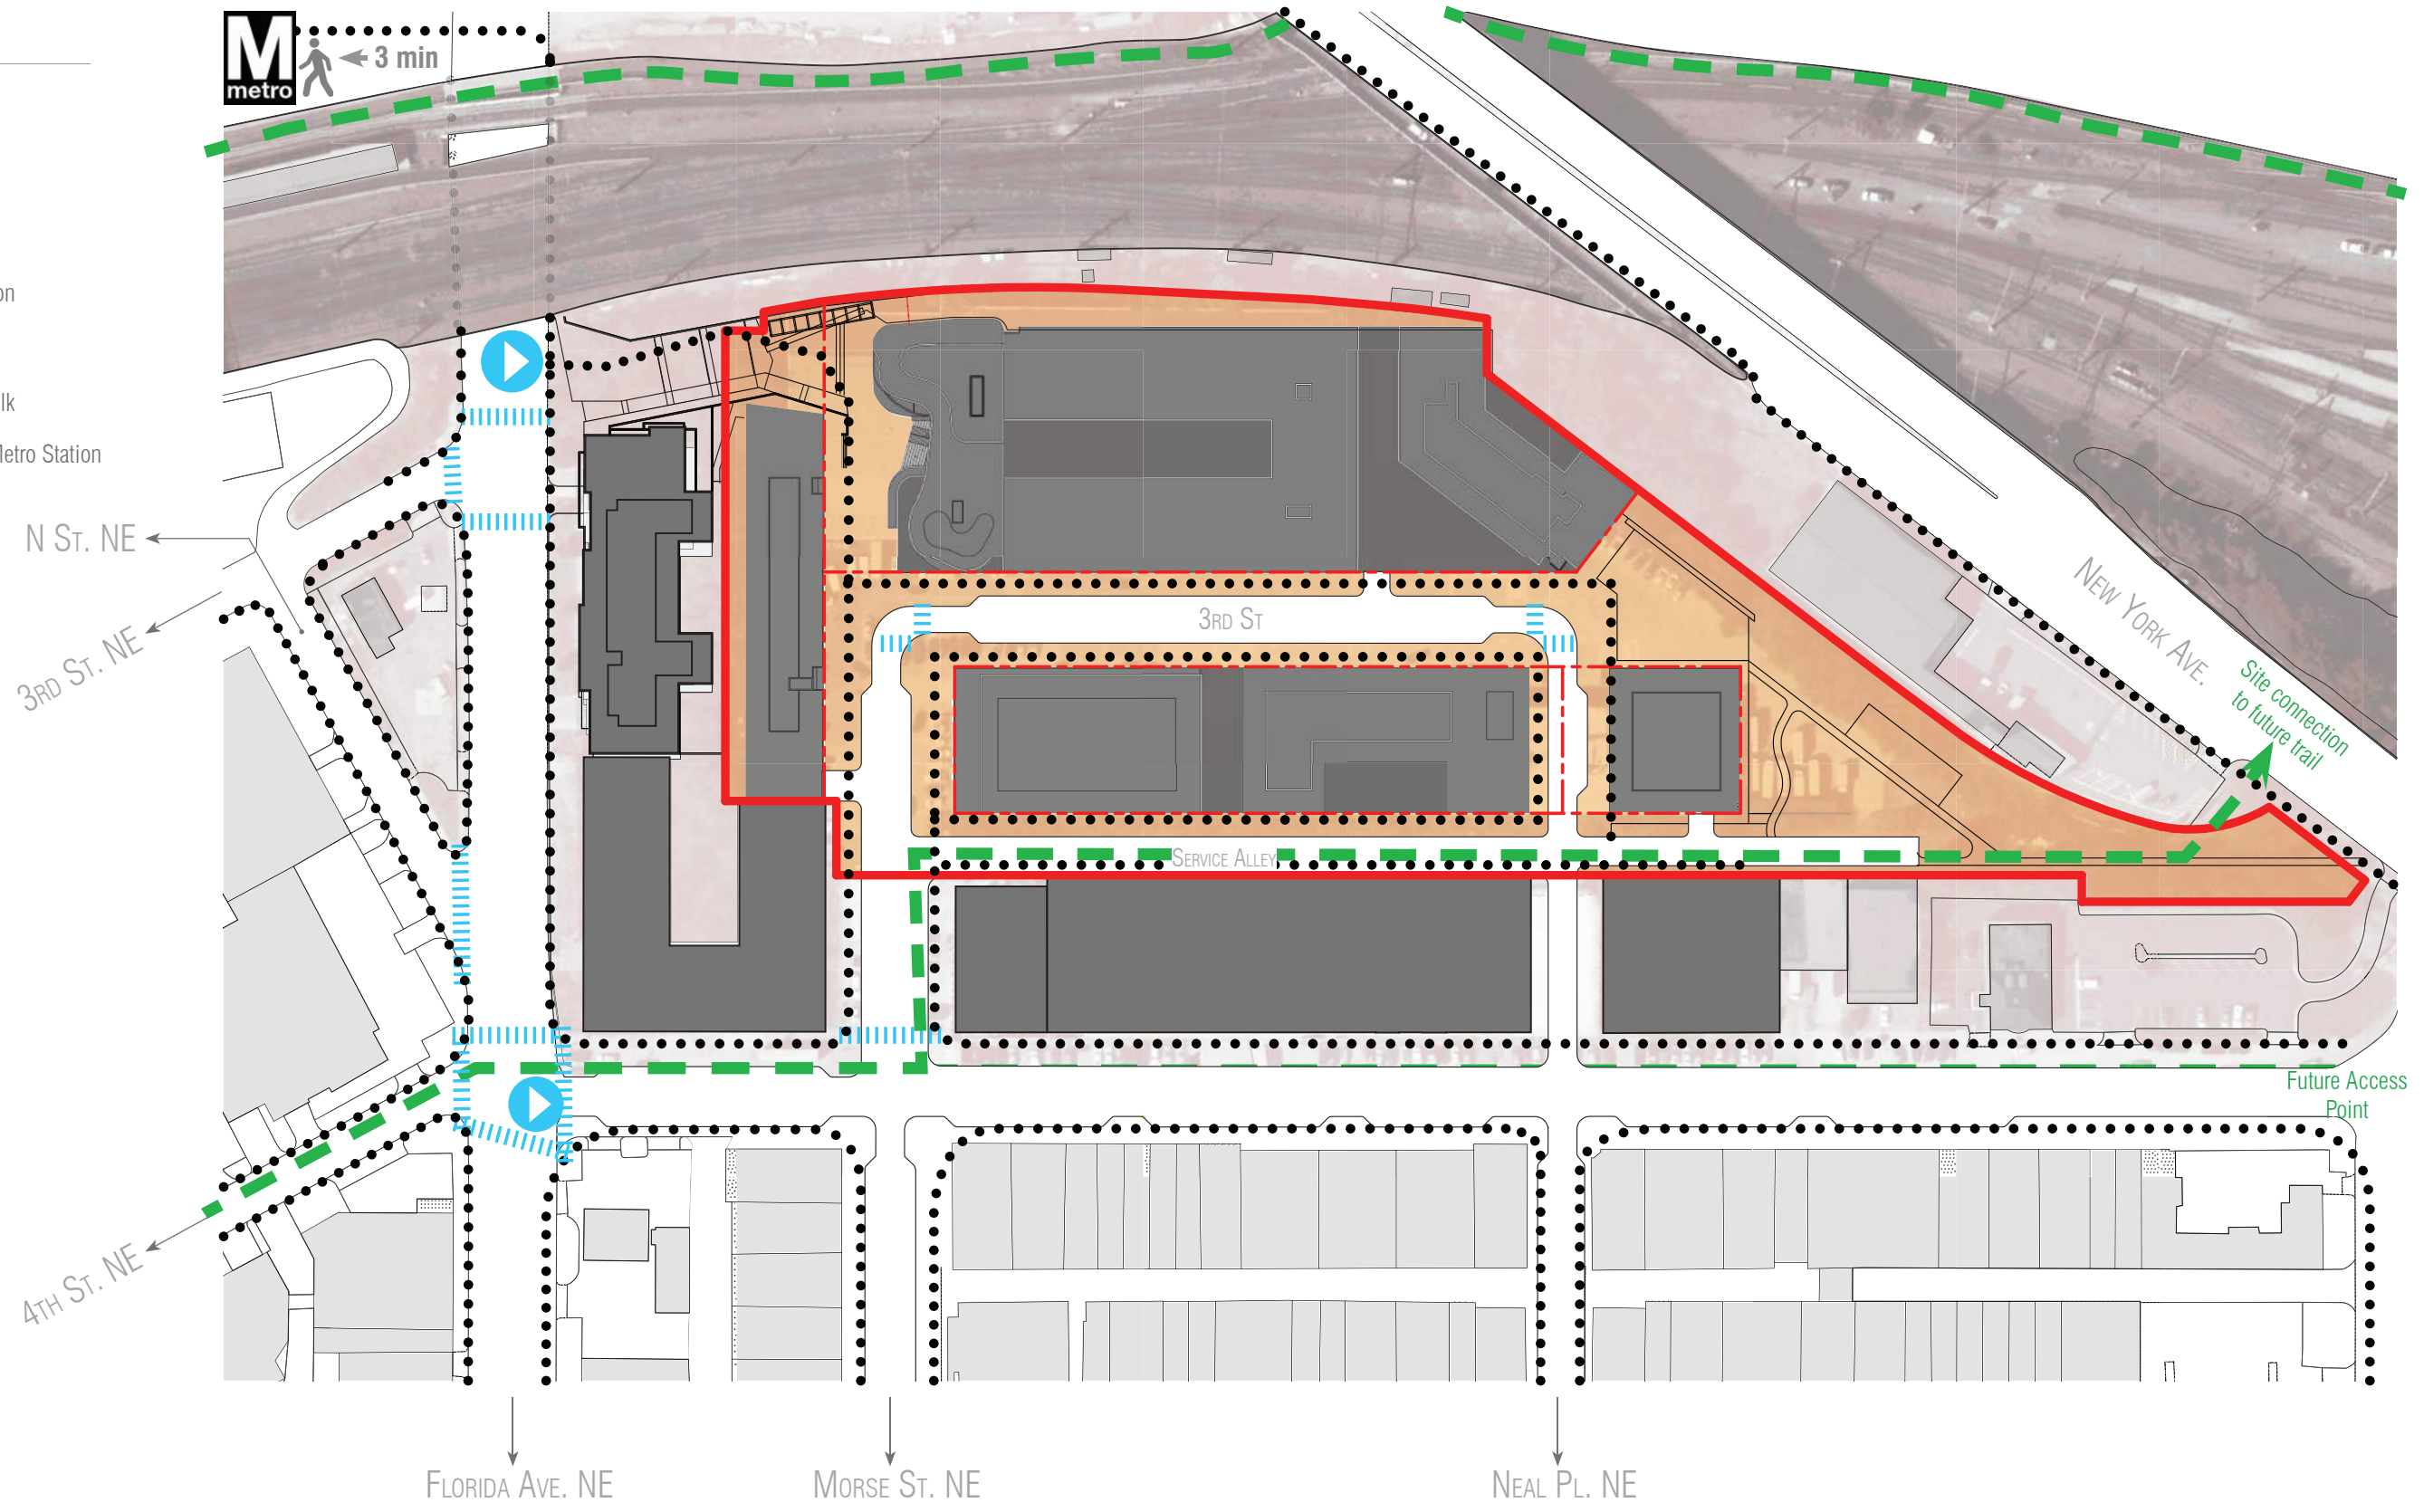 M
metro
3 min
on
lk
Metro Station
N St. NE
3rd St. NE
3rd St
New York Ave.
Site connection
to future trail
Service Alley
Future Access
Point
4th St. NE
Florida Ave. NE
Morse St. NE
Neal Pl. NE